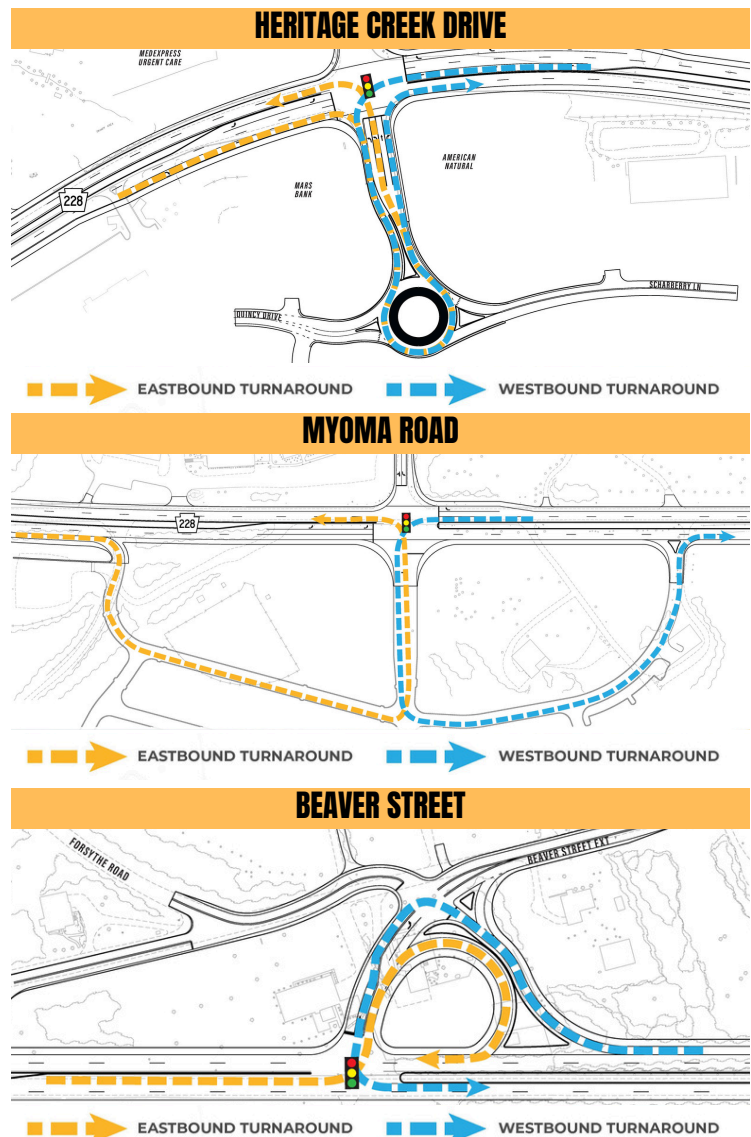 HERITAGE CREEK DRIVE
MEDEXPRESS
URGENT CARE
AMERICAN
NATURAL
MARS
BANK
228
SCHARBERRY LN
QUINCY DRIVE
EASTBOUND TURNAROUND
WESTBOUND TURNAROUND
MYOMA ROAD
228
EASTBOUND TURNAROUND
WESTBOUND TURNAROUND
BEAVER STREET
FORSYTHE ROAD
BEAVER STREET EXT
EASTBOUND TURNAROUND
WESTBOUND TURNAROUND